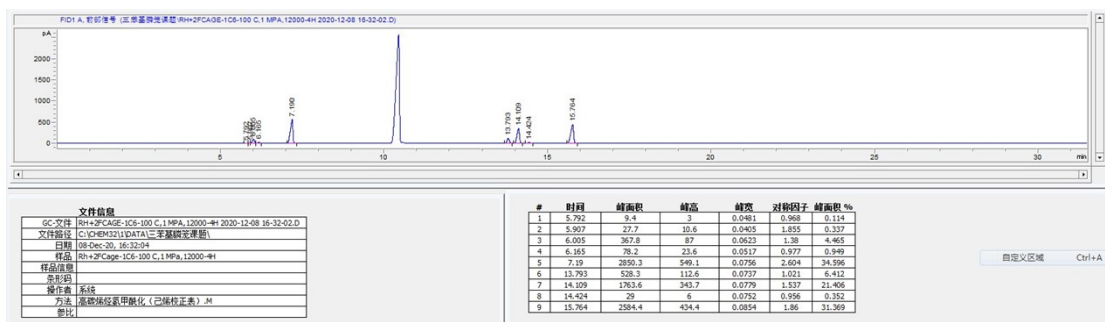 FID1 A, 前部信号 (三苯基膦笼课题\RH+2FCAGE-1C6-100 C,1 MPA,12000-4H 2020-12-08 16-32-02.D)
pA
2000
1500
1000
500
0
5.792
6.165
7.190
13.793
14.109
14.424
15.764
5 10 15 20 25 30 min
文件信息
GC-文件 RH+2FCAGE-1C6-100 C,1 MPA,12000-4H 2020-12-08 16-32-02.D
文件路径 C:\CHEM32\1\DATA\三苯基膦笼课题\
日期 08-Dec-20, 16:32:04
样品 Rh+2FCage-1C6-100 C,1 MPa,12000-4H
样品信息
条形码
操作者 系统
方法 高碳烯烃氢甲酰化(己烯校正表).M
参比
# 时间 峰面积 峰高 峰宽 对称因子 峰面积 %
1 5.792 9.4 3 0.0481 0.968 0.114
2 5.907 27.7 10.6 0.0405 1.855 0.337
3 6.005 367.8 87 0.0623 1.38 4.465
4 6.165 78.2 23.6 0.0517 0.977 0.949
5 7.19 2850.3 549.1 0.0756 2.604 34.596
6 13.793 528.3 112.6 0.0737 1.021 6.412
7 14.109 1763.6 343.7 0.0779 1.537 21.406
8 14.424 29 6 0.0752 0.956 0.352
9 15.764 2584.4 434.4 0.0854 1.86 31.369
自定义区域 Ctrl+A